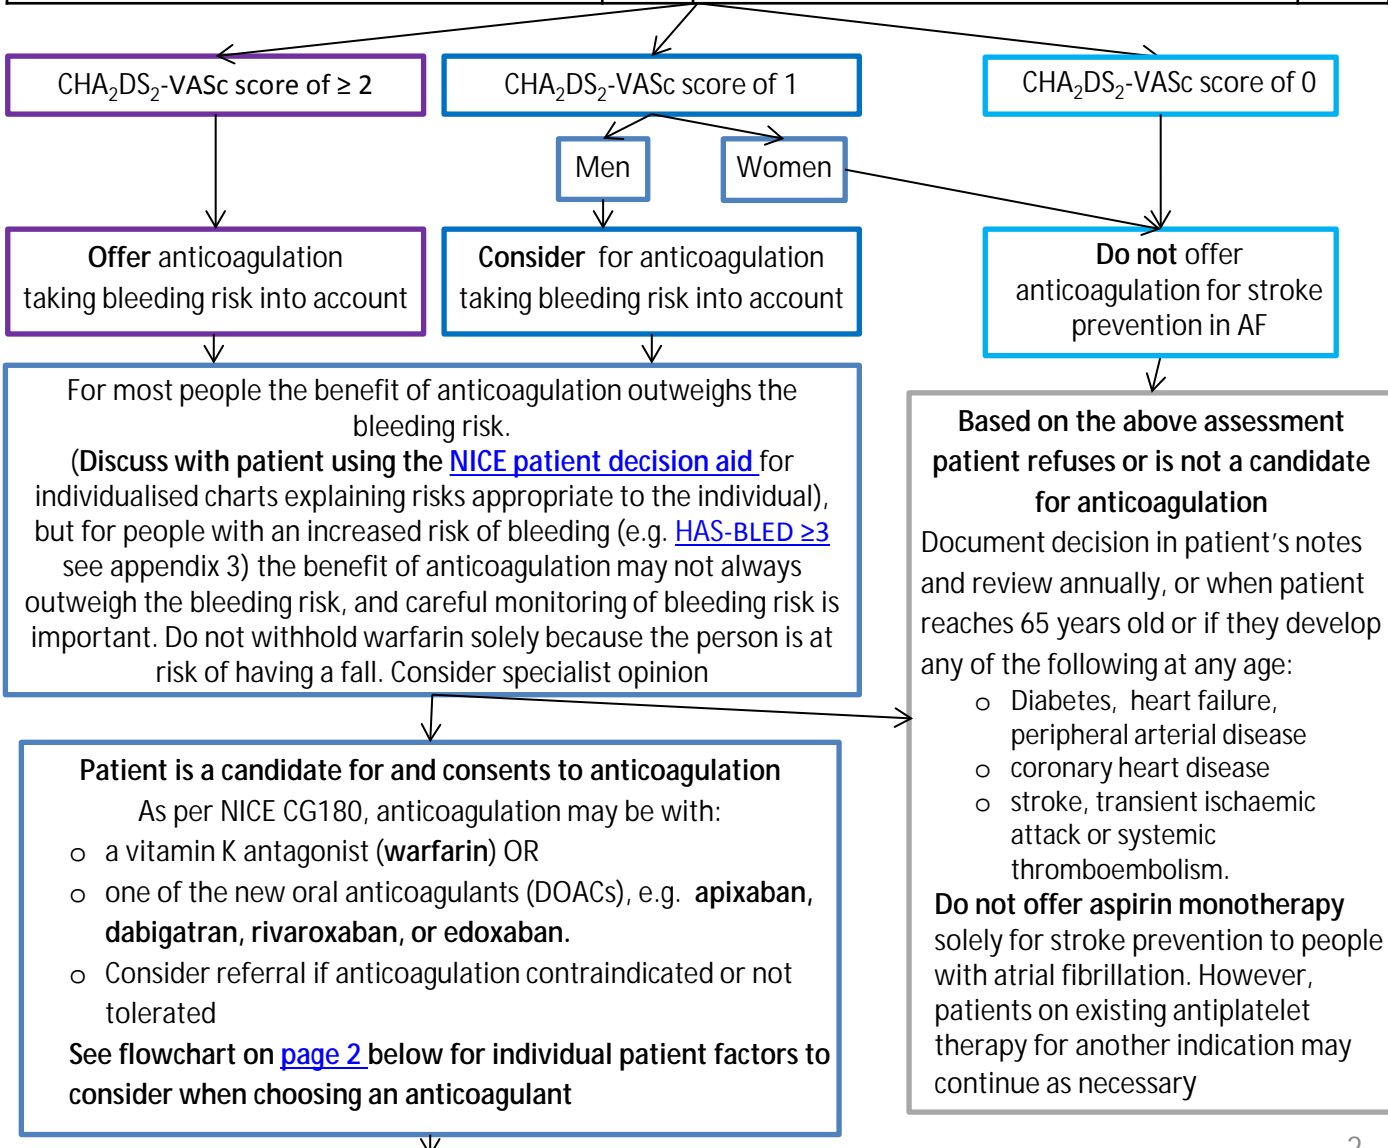 CHA₂DS₂-VASc score of ≥ 2
CHA₂DS₂-VASc score of 1
CHA₂DS₂-VASc score of 0
Men
Women
Offer anticoagulation
taking bleeding risk into account
Consider for anticoagulation
taking bleeding risk into account
Do not offer
anticoagulation for stroke
prevention in AF
For most people the benefit of anticoagulation outweighs the
bleeding risk.
(Discuss with patient using the NICE patient decision aid for
individualised charts explaining risks appropriate to the individual),
but for people with an increased risk of bleeding (e.g. HAS-BLED ≥3
see appendix 3) the benefit of anticoagulation may not always
outweigh the bleeding risk, and careful monitoring of bleeding risk is
important. Do not withhold warfarin solely because the person is at
risk of having a fall. Consider specialist opinion
Based on the above assessment
patient refuses or is not a candidate
for anticoagulation
Document decision in patient's notes
and review annually, or when patient
reaches 65 years old or if they develop
any of the following at any age:
o Diabetes, heart failure,
peripheral arterial disease
o coronary heart disease
o stroke, transient ischaemic
attack or systemic
thromboembolism.
Do not offer aspirin monotherapy
solely for stroke prevention to people
with atrial fibrillation. However,
patients on existing antiplatelet
therapy for another indication may
continue as necessary
Patient is a candidate for and consents to anticoagulation
As per NICE CG180, anticoagulation may be with:
o a vitamin K antagonist (warfarin) OR
o one of the new oral anticoagulants (DOACs), e.g. apixaban,
dabigatran, rivaroxaban, or edoxaban.
o Consider referral if anticoagulation contraindicated or not
tolerated
See flowchart on page 2 below for individual patient factors to
consider when choosing an anticoagulant
2